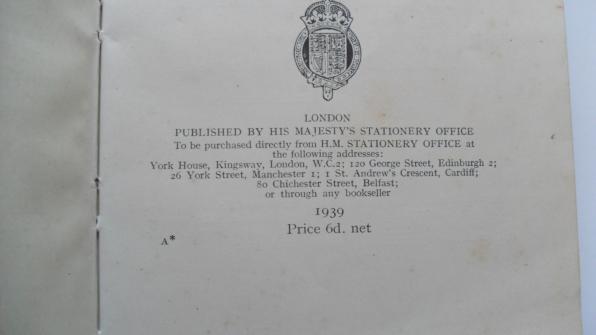 LONDON
PUBLISHED BY HIS MAJESTY'S STATIONERY OFFICE
To be purchased directly from H.M. STATIONERY OFFICE at
the following addresses:
York House, Kingsway, London, W.C.2; 120 George Street, Edinburgh 2;
26 York Street, Manchester 1; 1 St. Andrew's Crescent, Cardiff;
80 Chichester Street, Belfast;
or through any bookseller
1939
Price 6d. net
A*